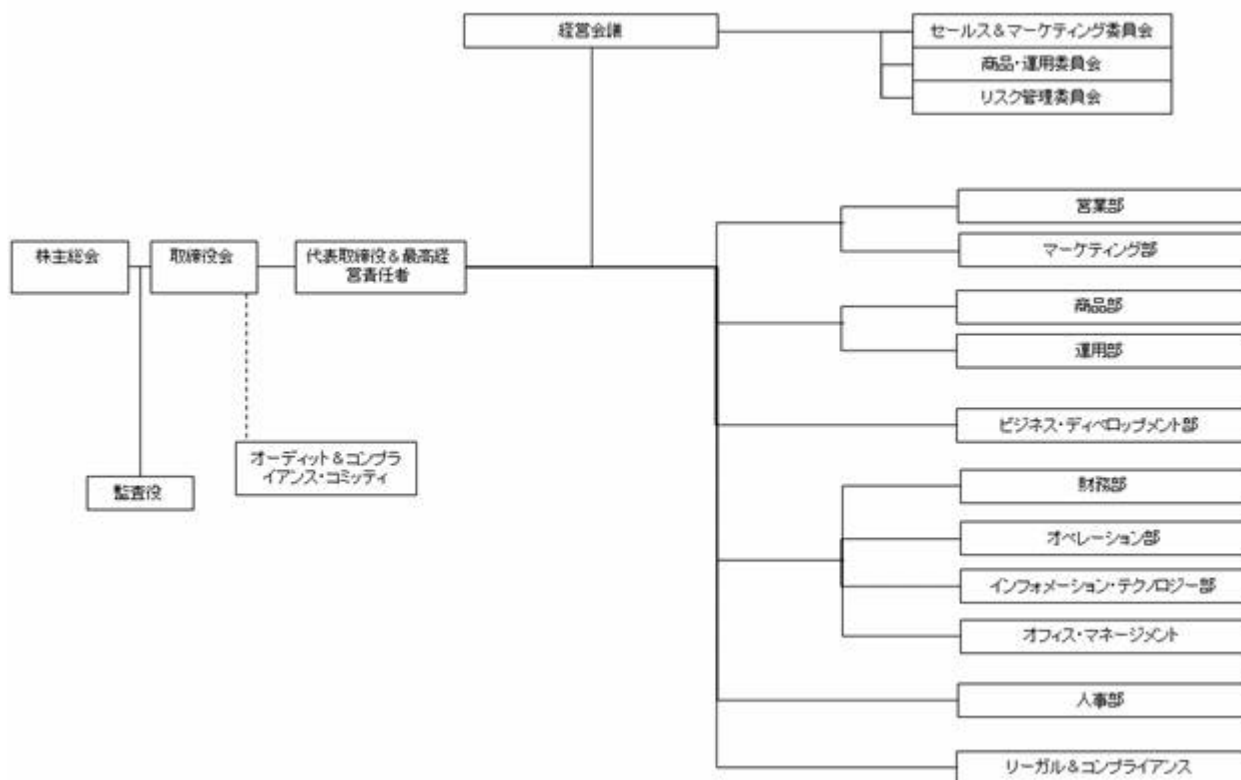 経営会議
セールス＆マーケティング委員会
商品・運用委員会
リスク管理委員会
営業部
マーケティング部
株主総会
取締役会
代表取締役＆最高経
営責任者
商品部
運用部
ビジネス・ディベロップメント部
オーディット＆コンプラ
イアンス・コミッティ
監査役
財務部
オペレーション部
インフォメーション・テクノロジー部
オフィス・マネージメント
人事部
リーガル＆コンプライアンス